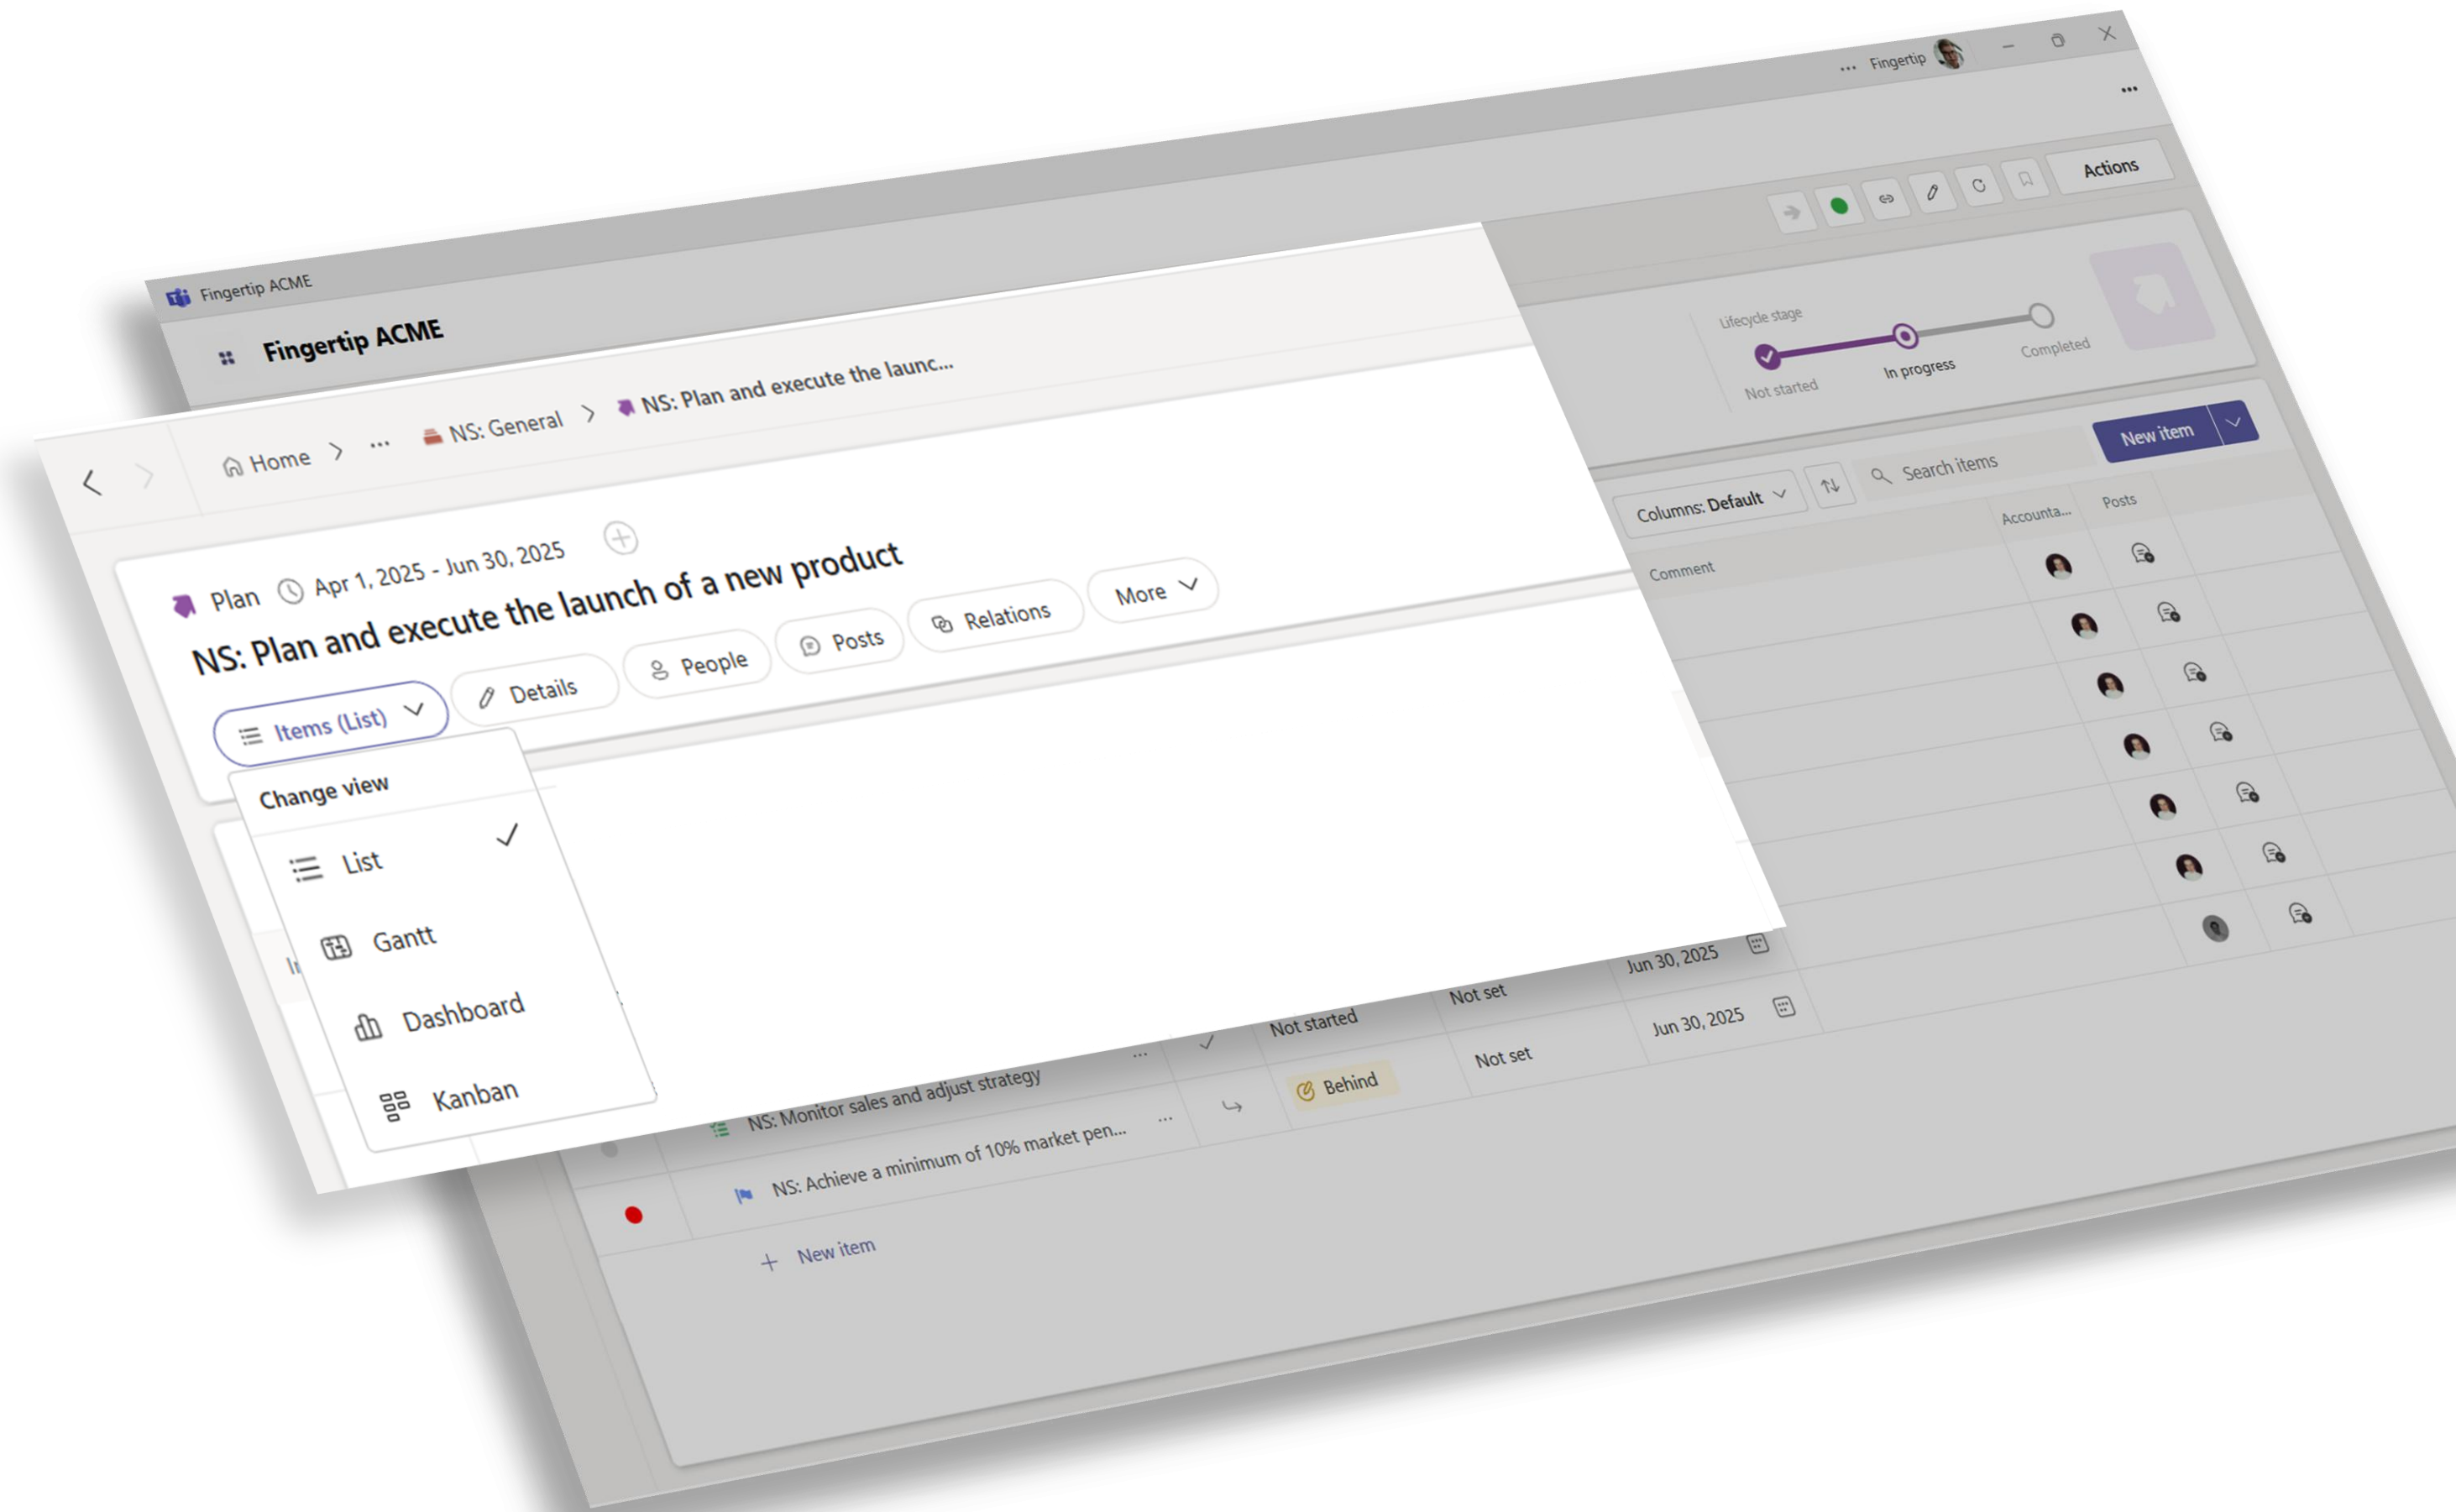 Fingertip ACME
... Fingertip
Fingertip ACME
...
Actions
Home > ... NS: General > NS: Plan and execute the launc...
Lifecycle stage
Not started
In progress
Completed
Plan Apr 1, 2025 - Jun 30, 2025
NS: Plan and execute the launch of a new product
Items (List)
Details
People
Posts
Relations
More
Columns: Default
Search items
New item
Change view
List
Gantt
Dashboard
Kanban
Comment
Accounta...
Posts
Not set
Jun 30, 2025
NS: Monitor sales and adjust strategy
...
Not started
Not set
Jun 30, 2025
NS: Achieve a minimum of 10% market pen...
...
Behind
New item